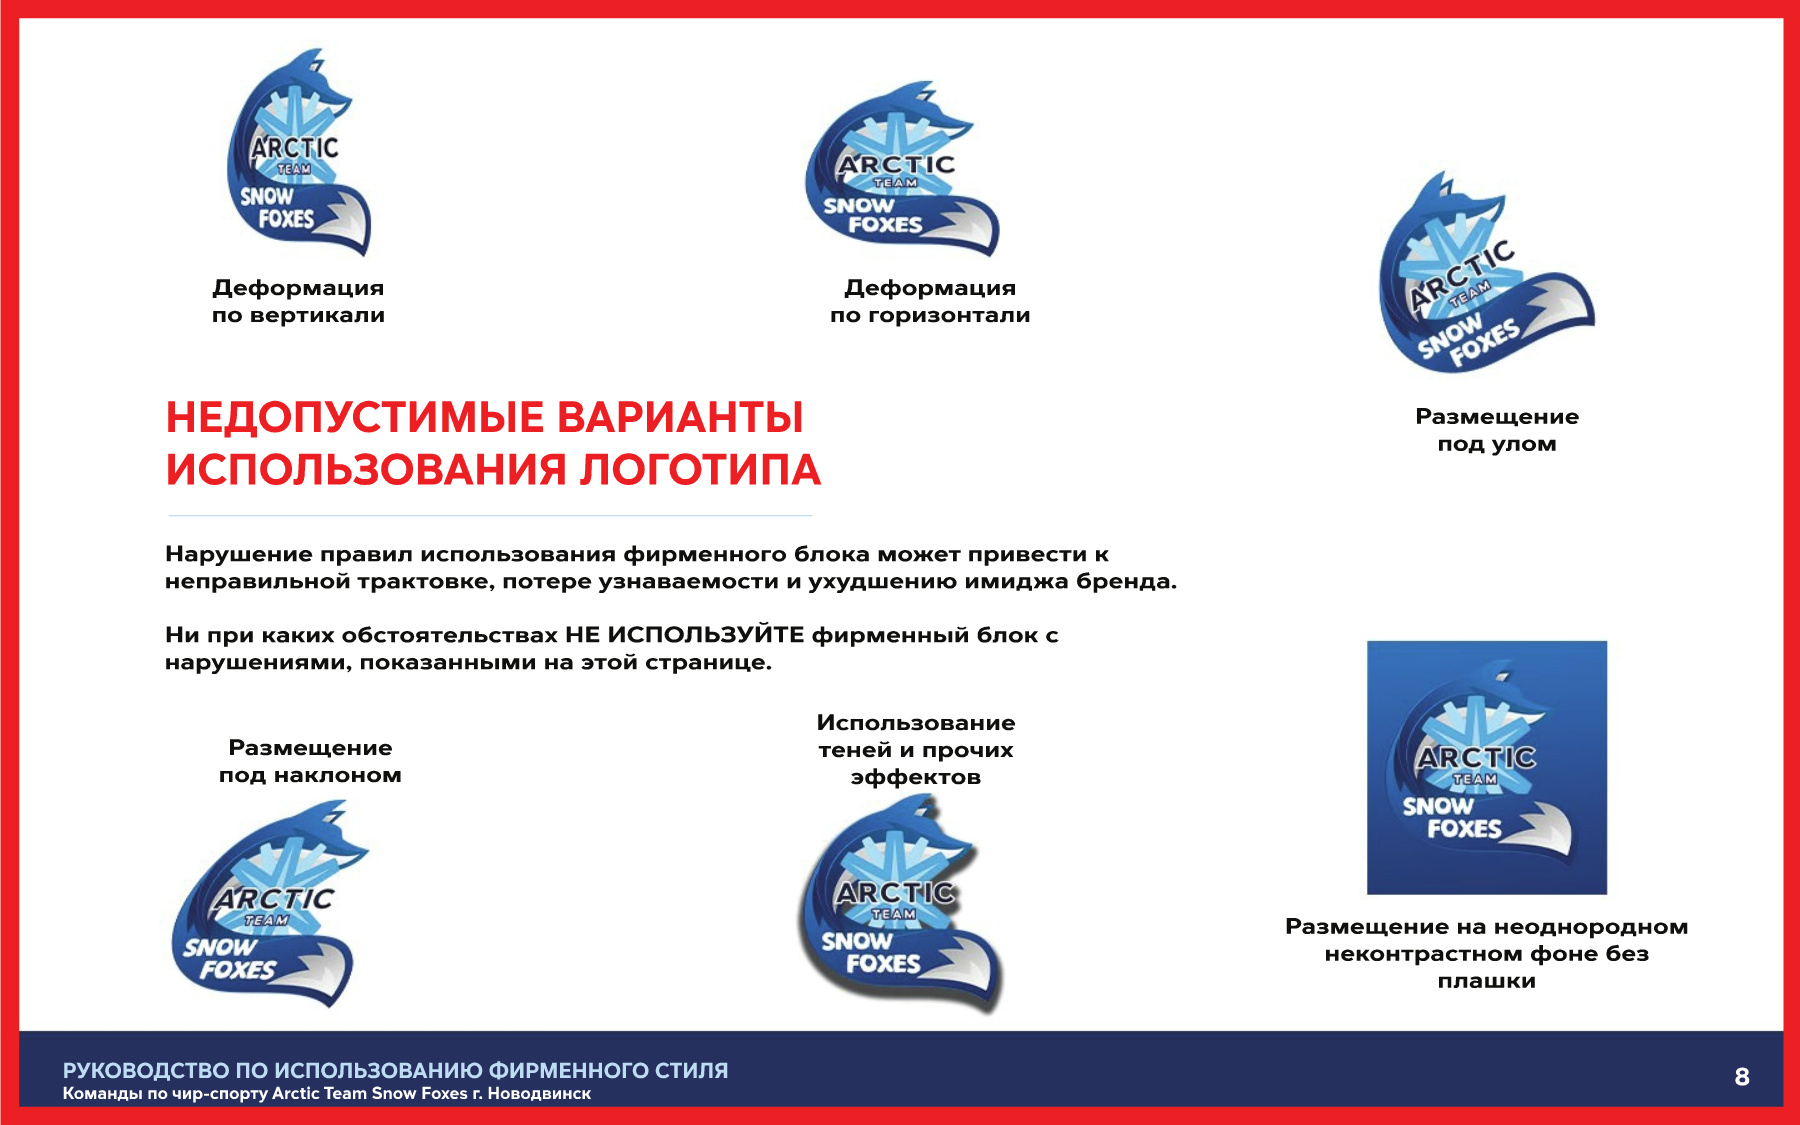 ARCTIC
TEAM
SNOW
FOXES
Деформация
по вертикали
ARCTIC
TEAM
SNOW
FOXES
Деформация
по горизонтали
ARCTIC
TEAM
SNOW
FOXES
Размещение
под улом
НЕДОПУСТИМЫЕ ВАРИАНТЫ
ИСПОЛЬЗОВАНИЯ ЛОГОТИПА
Нарушение правил использования фирменного блока может привести к
неправильной трактовке, потере узнаваемости и ухудшению имиджа бренда.
Ни при каких обстоятельствах НЕ ИСПОЛЬЗУЙТЕ фирменный блок с
нарушениями, показанными на этой странице.
Размещение
под наклоном
ARCTIC
TEAM
SNOW
FOXES
Использование
теней и прочих
эффектов
ARCTIC
TEAM
SNOW
FOXES
ARCTIC
TEAM
SNOW
FOXES
Размещение на неоднородном
неконтрастном фоне без
плашки
РУКОВОДСТВО ПО ИСПОЛЬЗОВАНИЮ ФИРМЕННОГО СТИЛЯ
Команды по чир-спорту Arctic Team Snow Foxes г. Новодвинск
8